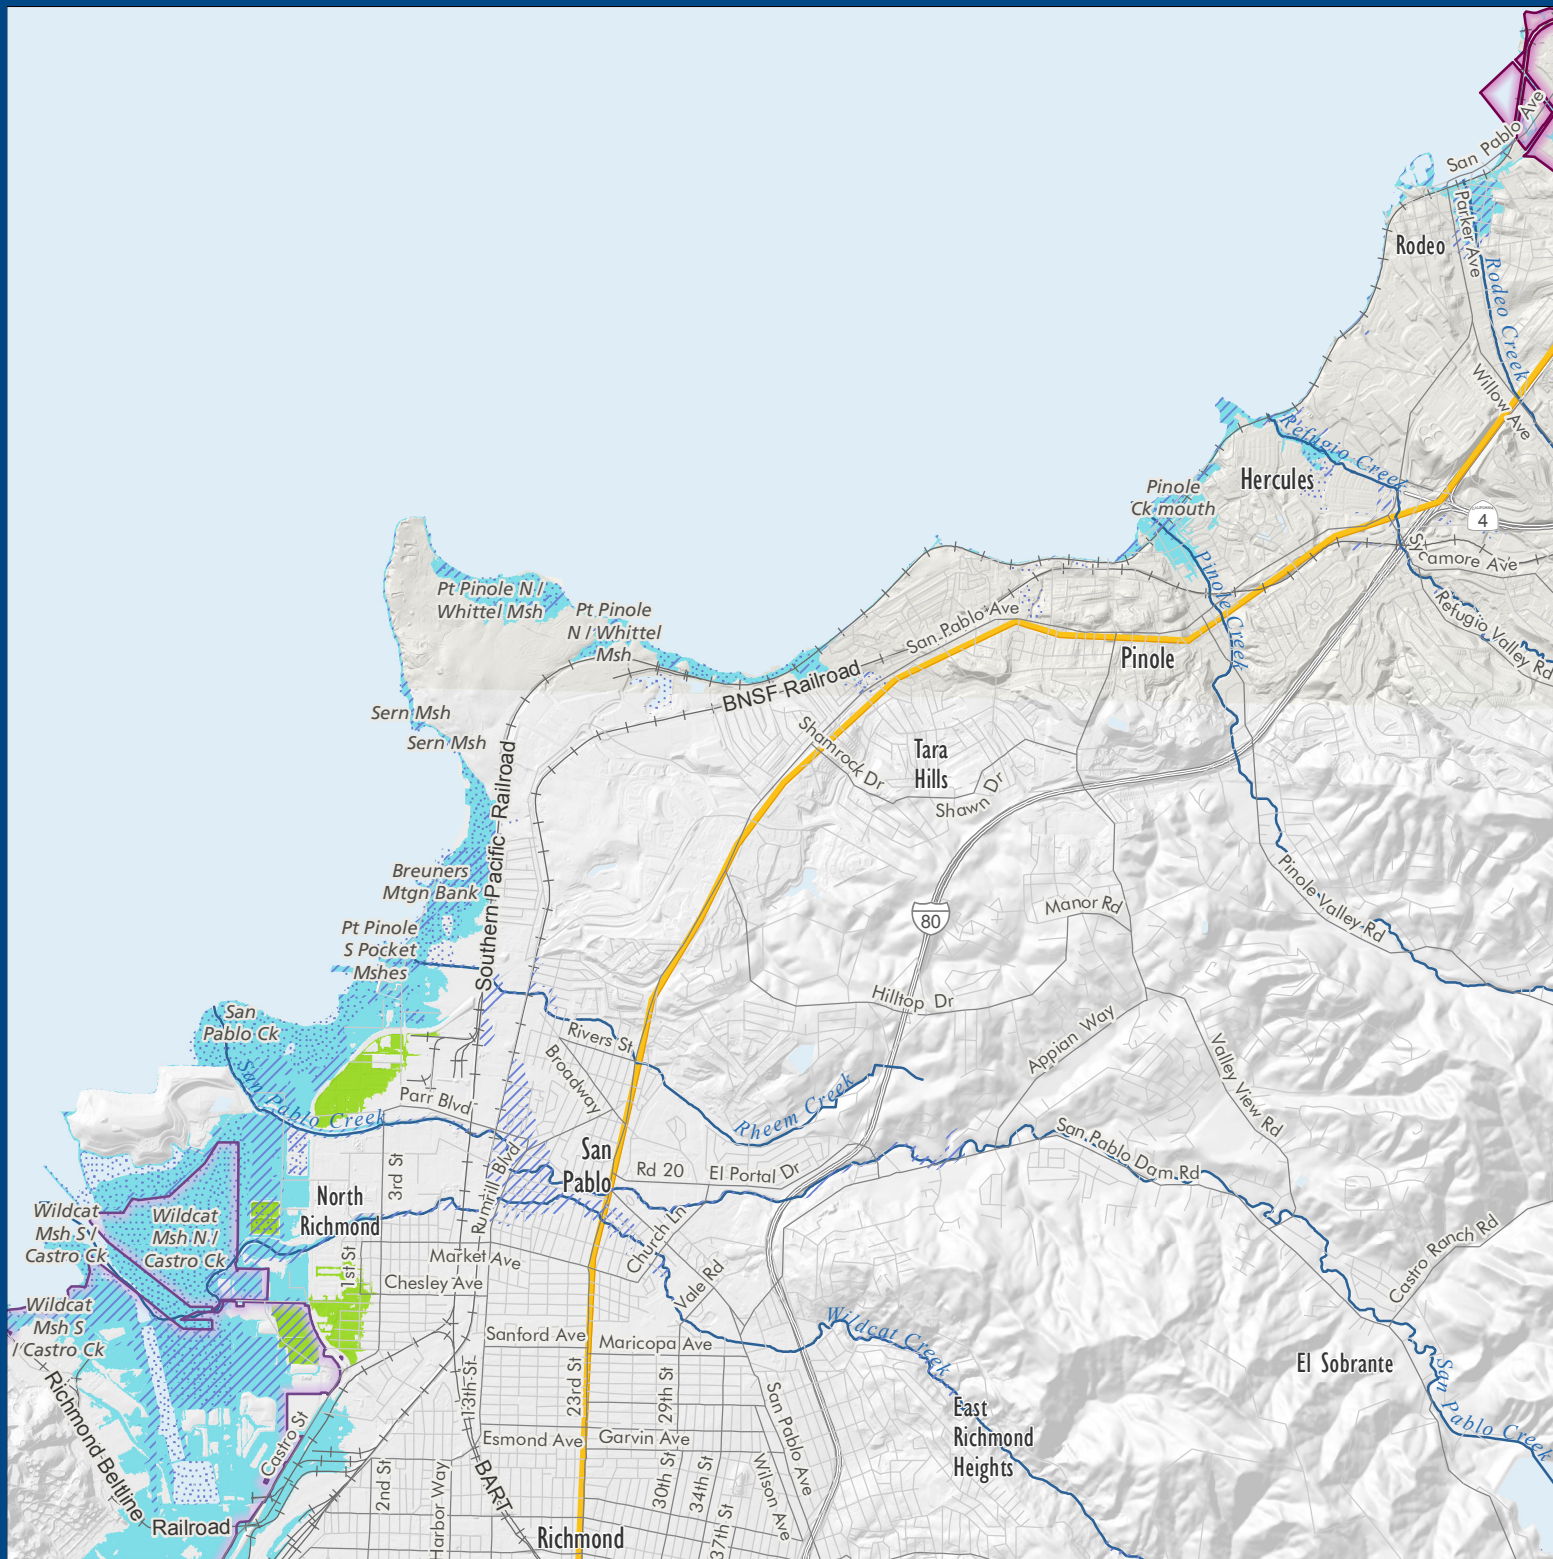 San Pablo Ave
Parker Ave
Rodeo
Rodeo Creek
Willow Ave
Refugio Creek
Hercules
Pinole
Ck mouth
4
Sycamore Ave
Pinole Creek
Refugio Valley Rd
Pt Pinole N /
Whittel Msh
Pt Pinole
N / Whittel
Msh
San Pablo Ave
Pinole
BNSF Railroad
Sern Msh
Sern Msh
Shamrock Dr
Tara
Hills
Shawn Dr
Southern Pacific Railroad
Breuners
Mtgn Bank
Pt Pinole
S Pocket
Mshes
80
Manor Rd
Pinole Valley Rd
Hilltop Dr
San
Pablo Ck
San Pablo Creek
Rivers St
Broadway
Appian Way
Valley View Rd
Parr Blvd
Rheem Creek
San Pablo Dam Rd
San
Pablo
Rd 20
El Portal Dr
3rd St
Rumrill Blvd
North
Richmond
Wildcat
Msh S /
Castro Ck
Wildcat
Msh N /
Castro Ck
Church Ln
Castro Ranch Rd
Market Ave
1st St
Chesley Ave
Vale Rd
Wildcat
Msh S
/ Castro Ck
Sanford Ave
Maricopa Ave
Wildcat Creek
El Sobrante
Richmond Beltline
Railroad
13th St
23rd St
29th St
San Pablo Ave
San Pablo Creek
East
Richmond
Heights
Castro St
Esmond Ave
Garvin Ave
2nd St
Harbor Way
BART
30th St
34th St
Wilson Ave
37th St
Richmond